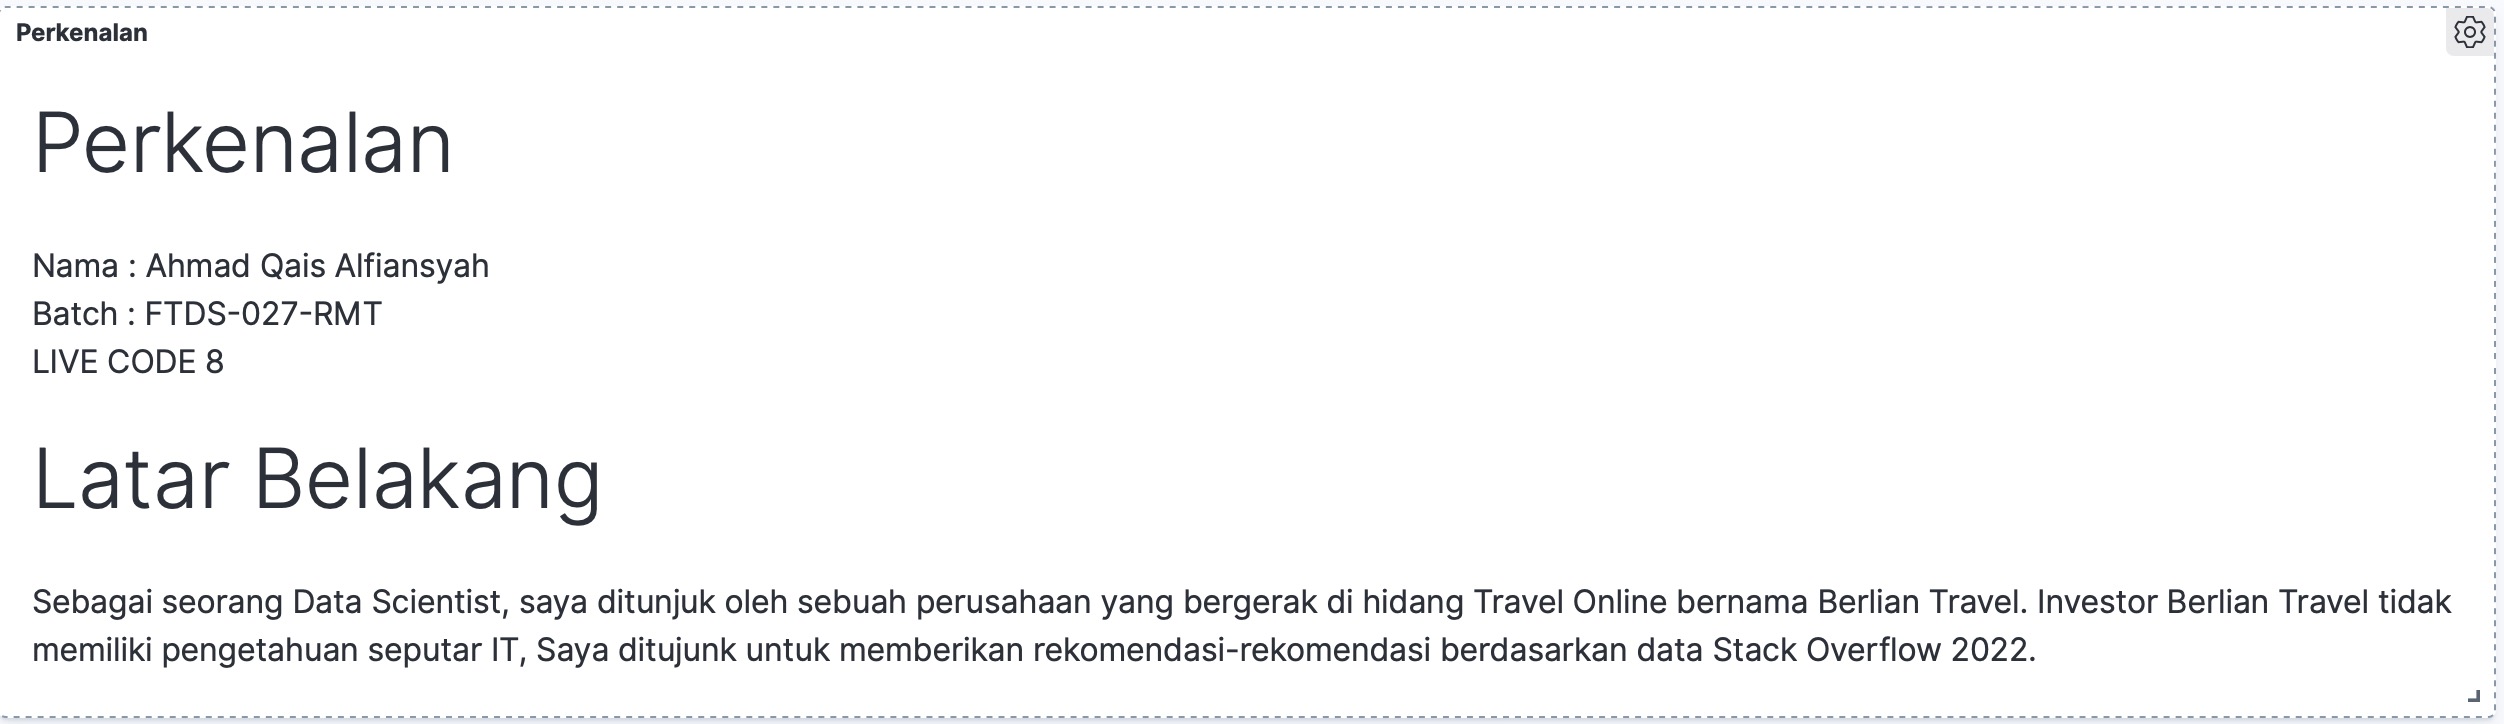 Perkenalan
Perkenalan
Nama : Ahmad Qais Alfiansyah
Batch : FTDS-027-RMT
LIVE CODE 8
Latar Belakang
Sebagai seorang Data Scientist, saya ditunjuk oleh sebuah perusahaan yang bergerak di hidang Travel Online bernama Berlian Travel. Investor Berlian Travel tidak
memiliki pengetahuan seputar IT, Saya ditujunk untuk memberikan rekomendasi-rekomendasi berdasarkan data Stack Overflow 2022.